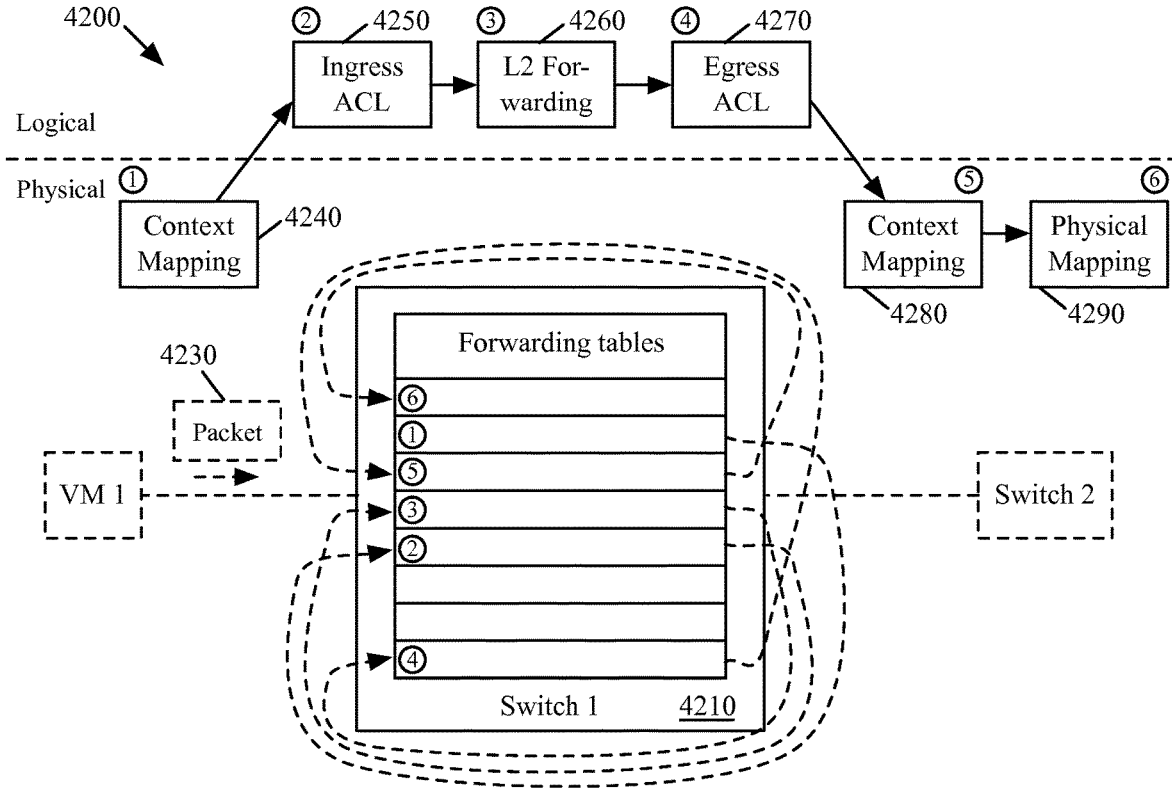 4200
② 4250
③ 4260
④ 4270
Ingress
ACL
L2 For-
warding
Egress
ACL
Logical
Physical
①
⑤
⑥
Context
Mapping
4240
Context
Mapping
Physical
Mapping
4280
4290
Forwarding tables
4230
Packet
⑥
①
⑤
③
②
④
VM 1
Switch 2
Switch 1
4210